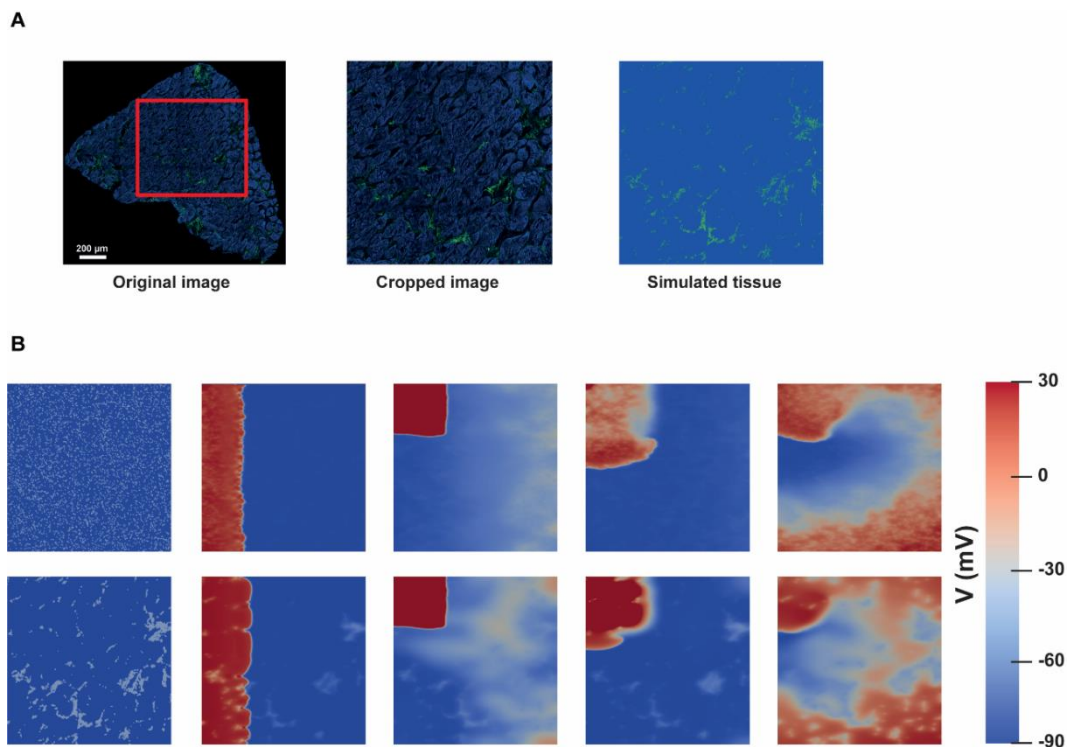 A
200 μm
Original image
Cropped image
Simulated tissue
B
30
0
-30
-60
-90
V (mV)